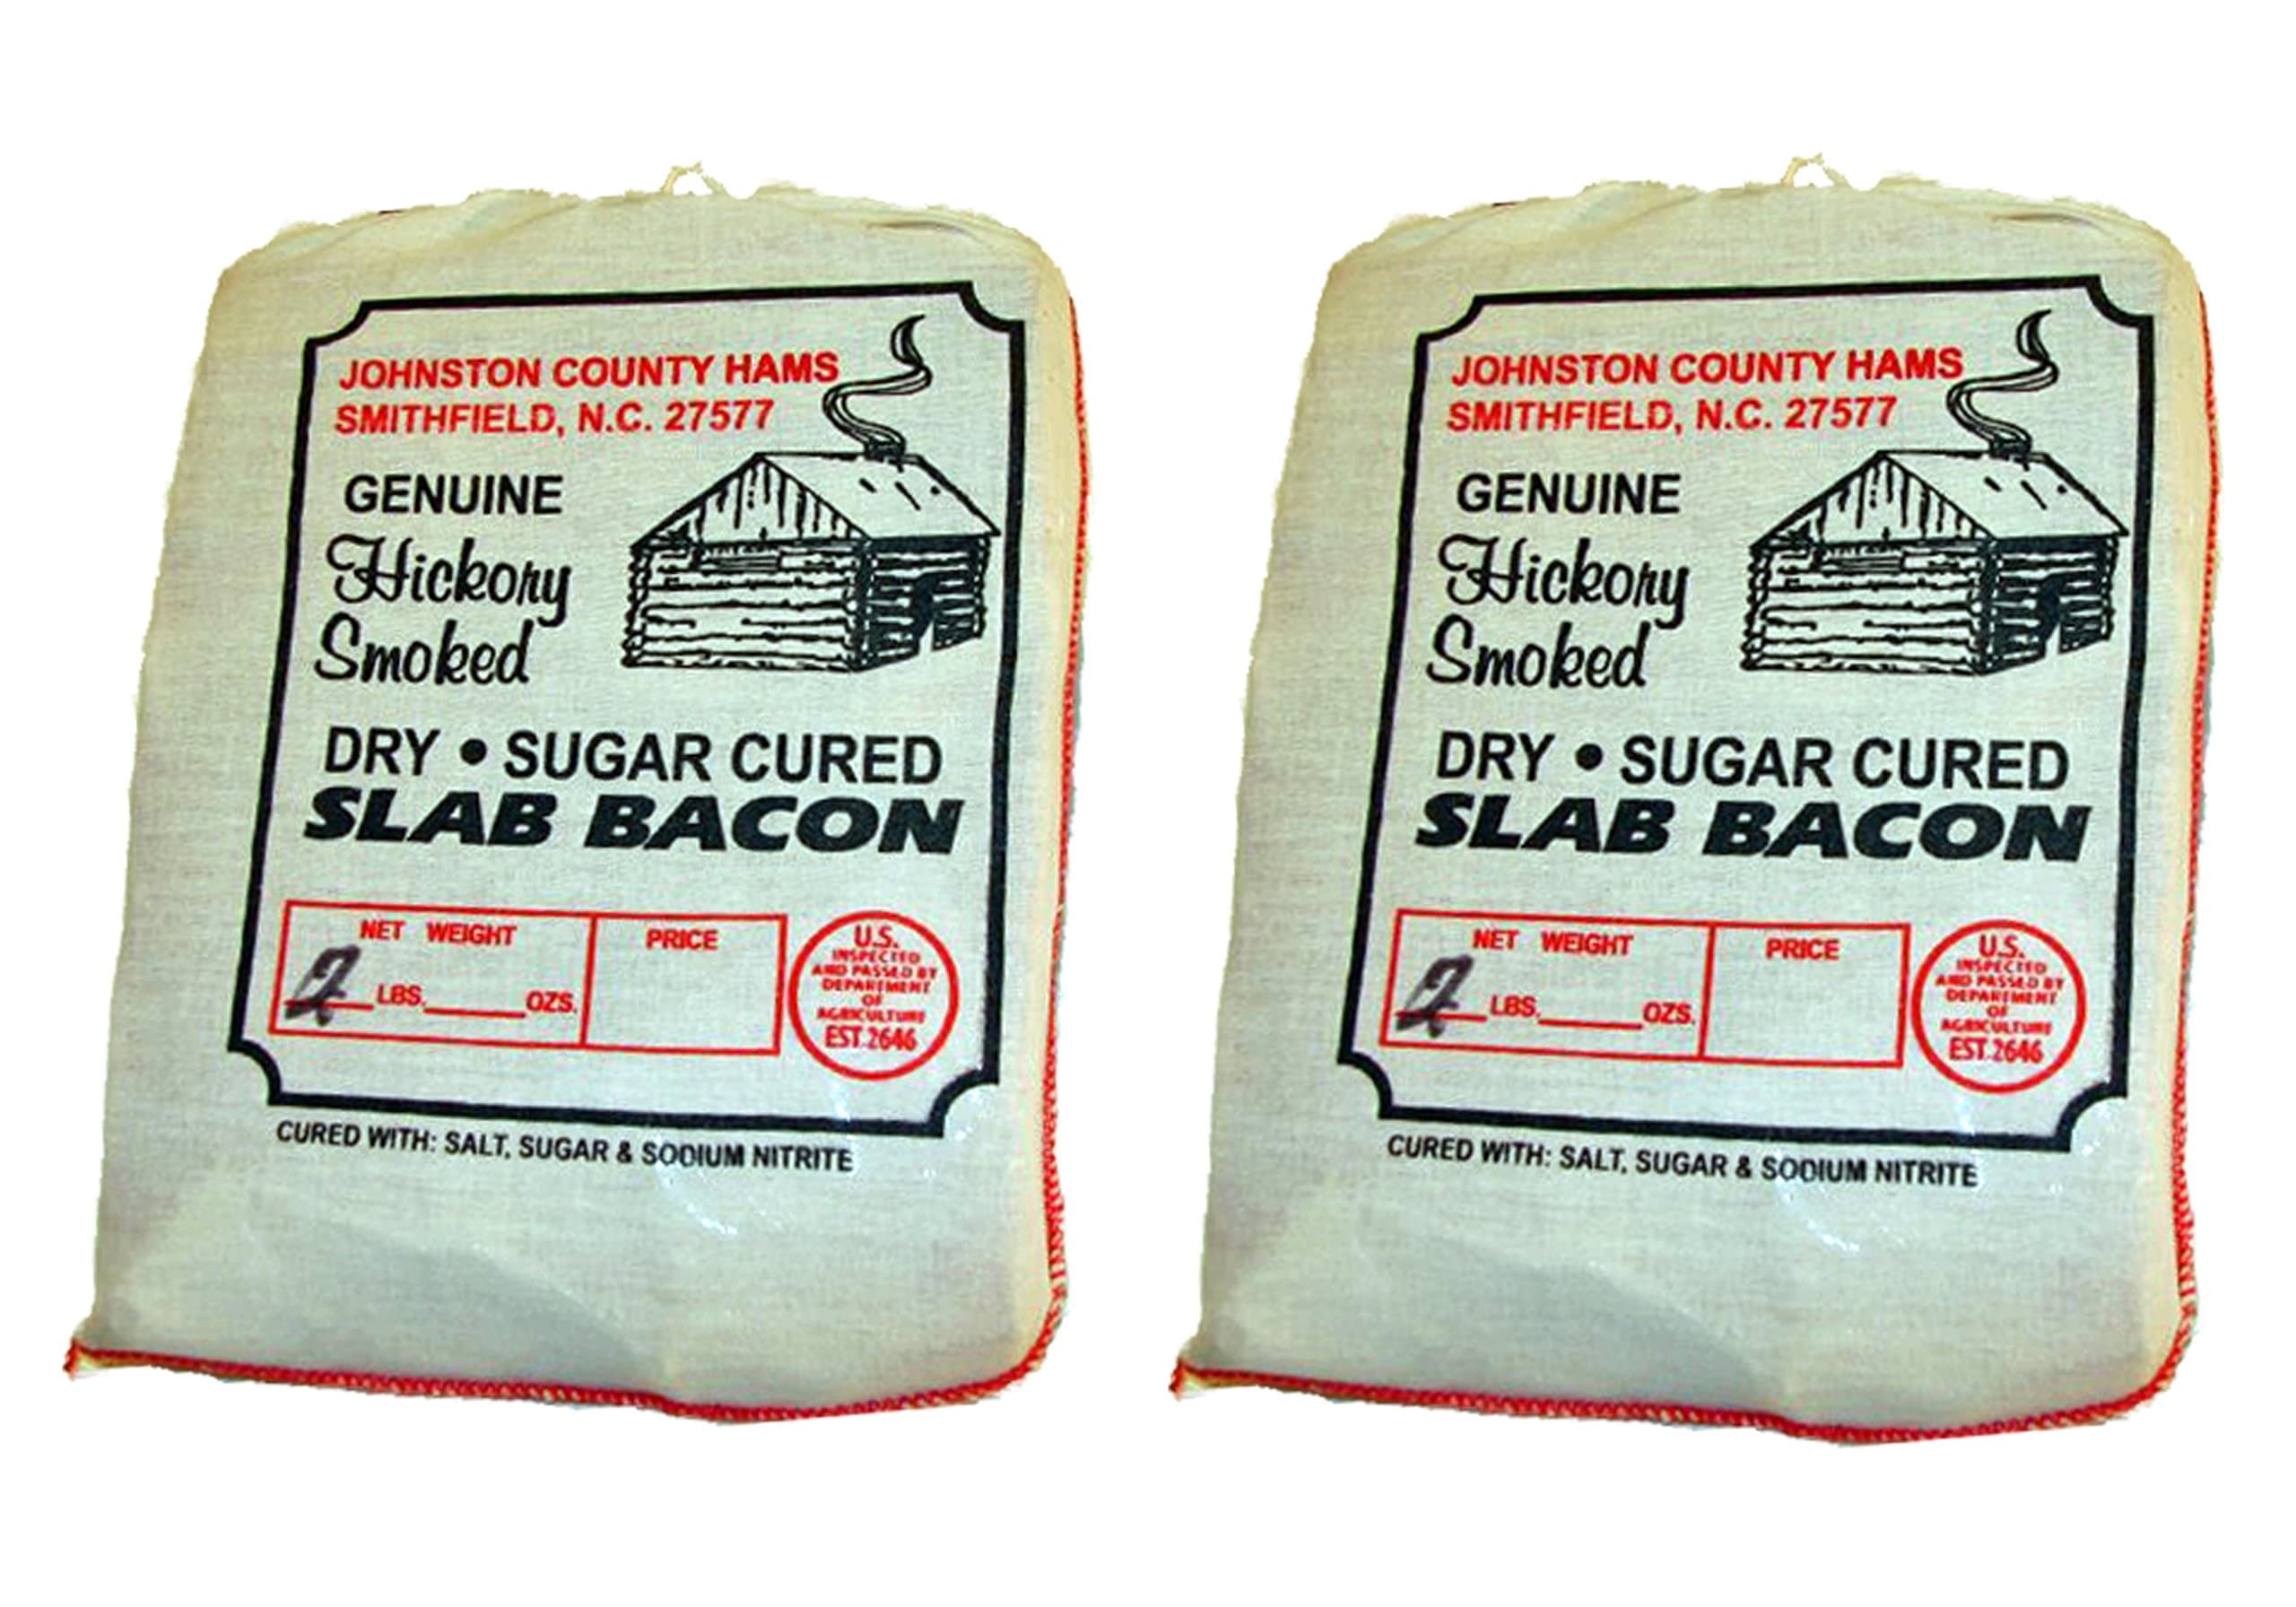 JOHNSTON COUNTY HAMS
SMITHFIELD, N.C. 27577
GENUINE
Hickory
Smoked
DRY • SUGAR CURED
SLAB BACON
NET WEIGHT
PRICE
2 LBS. OZS.
U.S.
INSPECTED
AND PASSED BY
DEPARTMENT
OF
AGRICULTURE
EST. 2646
CURED WITH: SALT, SUGAR & SODIUM NITRITE
JOHNSTON COUNTY HAMS
SMITHFIELD, N.C. 27577
GENUINE
Hickory
Smoked
DRY • SUGAR CURED
SLAB BACON
NET WEIGHT
PRICE
2 LBS. OZS.
U.S.
INSPECTED
AND PASSED BY
DEPARTMENT
OF
AGRICULTURE
EST. 2646
CURED WITH: SALT, SUGAR & SODIUM NITRITE